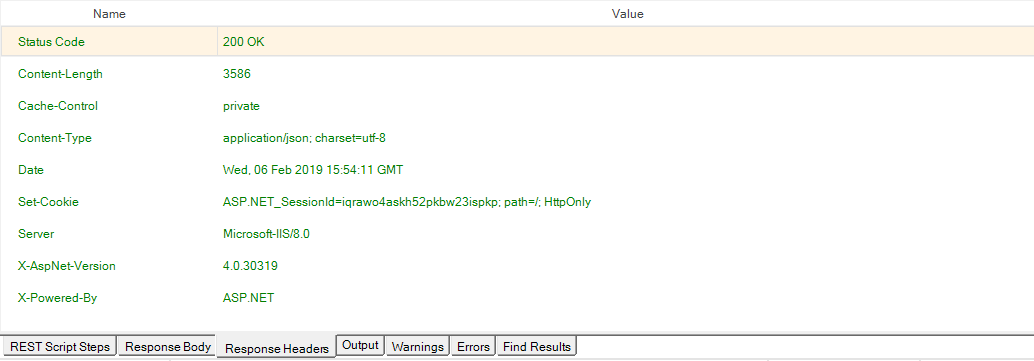 Name Value
Status Code 200 OK
Content-Length 3586
Cache-Control private
Content-Type application/json; charset=utf-8
Date Wed, 06 Feb 2019 15:54:11 GMT
Set-Cookie ASP.NET_SessionId=iqrawo4askh52pkbw23ispkp; path=/; HttpOnly
Server Microsoft-IIS/8.0
X-AspNet-Version 4.0.30319
X-Powered-By ASP.NET
REST Script Steps Response Body Response Headers Output Warnings Errors Find Results